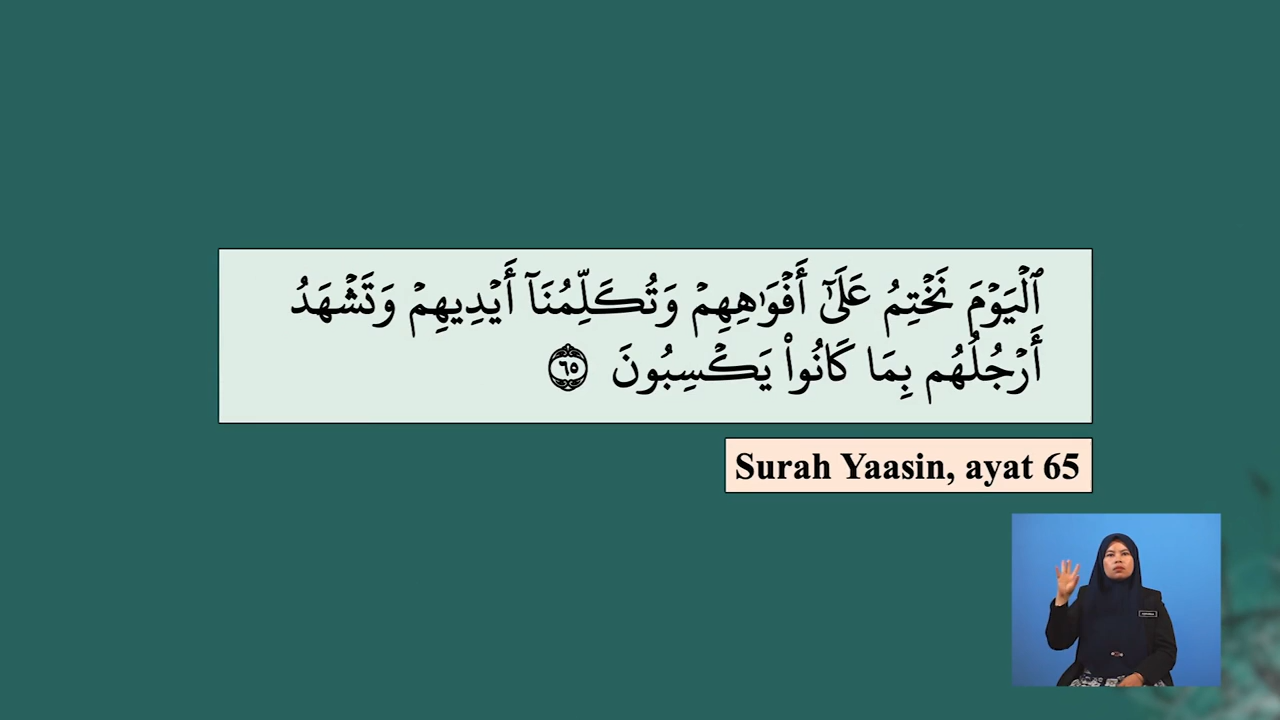 ٱلۡيَوۡمَ نَخۡتِمُ عَلَىٰٓ أَفۡوَٰهِهِمۡ وَتُكَلِّمُنَآ أَيۡدِيهِمۡ وَتَشۡهَدُ
أَرۡجُلُهُم بِمَا كَانُواْ يَكۡسِبُونَ ٦٥
Surah Yaasin, ayat 65